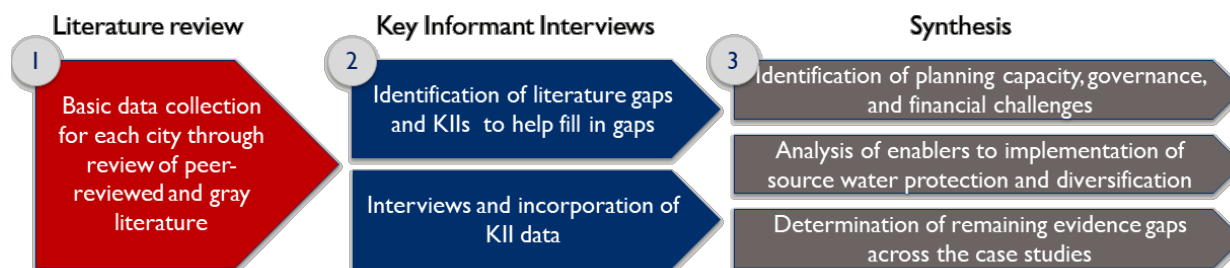 Literature review
1
Basic data collection
for each city through
review of peer-
reviewed and gray
literature
Key Informant Interviews
2
Identification of literature gaps
and KIIs to help fill in gaps
Interviews and incorporation of
KII data
Synthesis
3
Identification of planning capacity, governance,
and financial challenges
Analysis of enablers to implementation of
source water protection and diversification
Determination of remaining evidence gaps
across the case studies